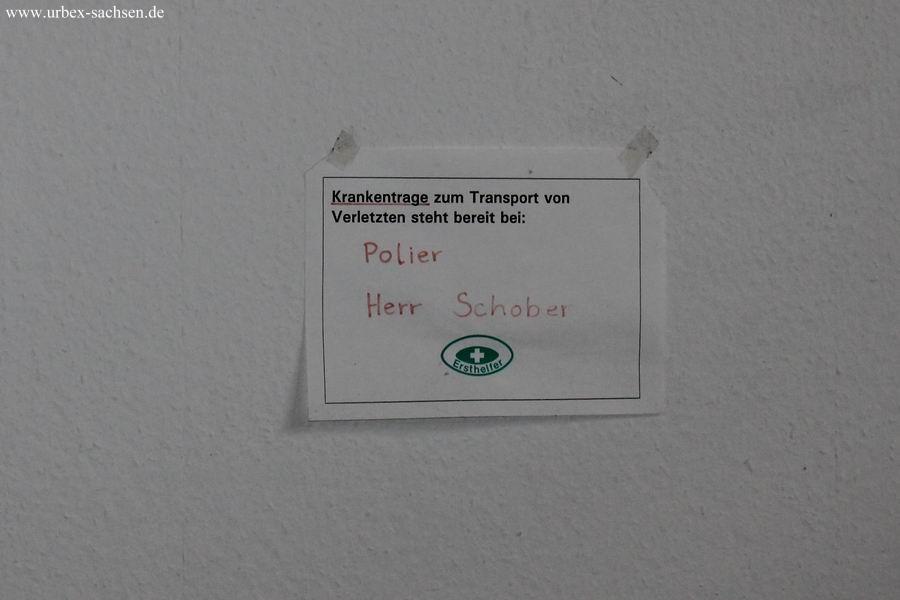 www.urbex-sachsen.de
Krankentrage zum Transport von
Verletzten steht bereit bei:
Polier
Herr Schober
Ersthelfer